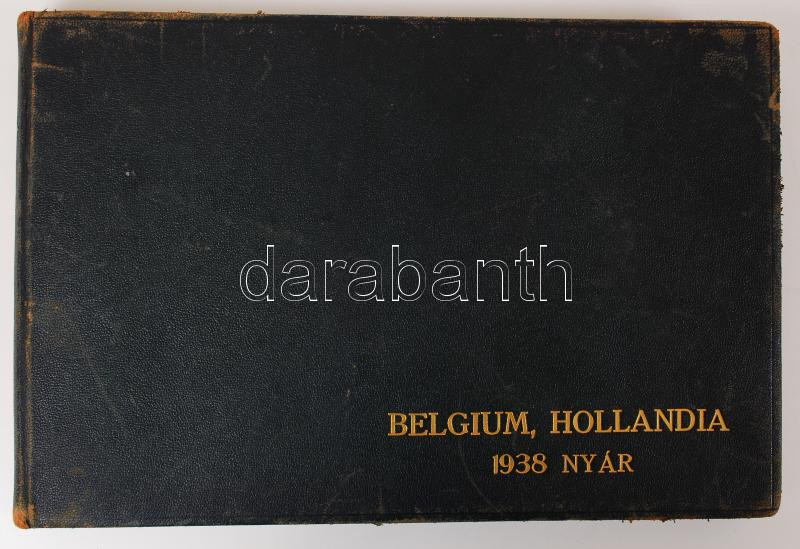 darabanth
BELGIUM, HOLLANDIA
1938 NYÁR